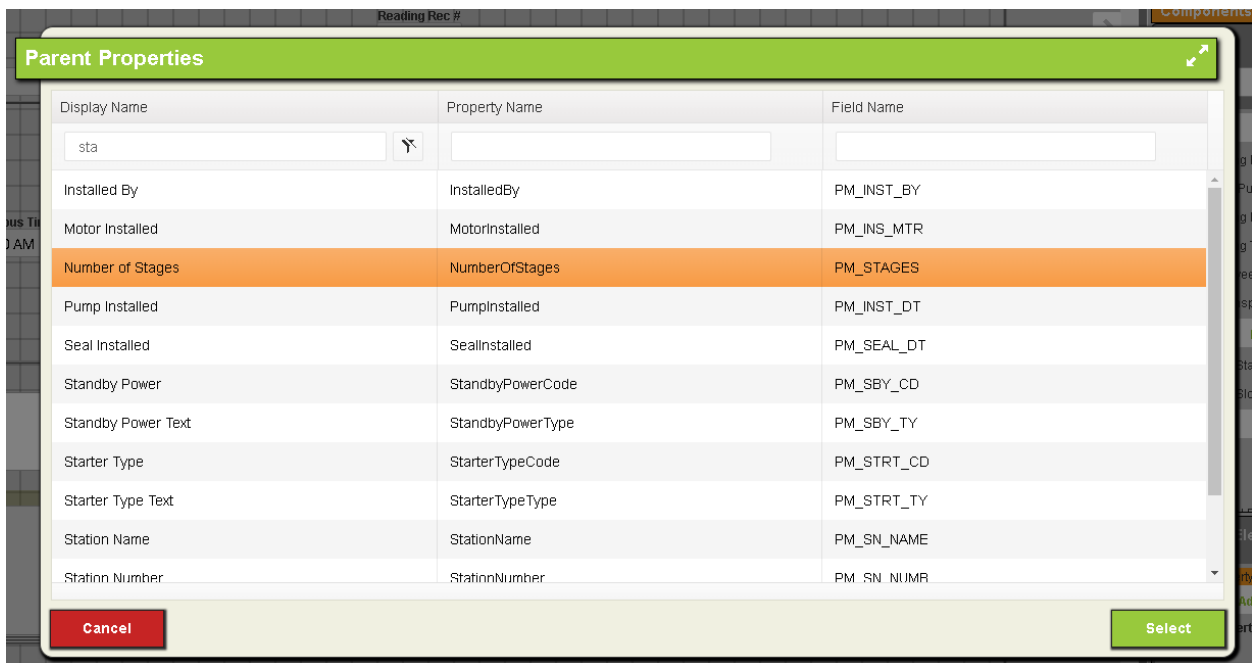 Reading Rec #
Components
Parent Properties
Display Name Property Name Field Name
sta
Installed By InstalledBy PM_INST_BY
Motor Installed MotorInstalled PM_INS_MTR
Number of Stages NumberOfStages PM_STAGES
Pump Installed PumpInstalled PM_INST_DT
Seal Installed SealInstalled PM_SEAL_DT
Standby Power StandbyPowerCode PM_SBY_CD
Standby Power Text StandbyPowerType PM_SBY_TY
Starter Type StarterTypeCode PM_STRT_CD
Starter Type Text StarterTypeType PM_STRT_TY
Station Name StationName PM_SN_NAME
Station Number StationNumber PM_SN_NUMB
AM
Cancel Select